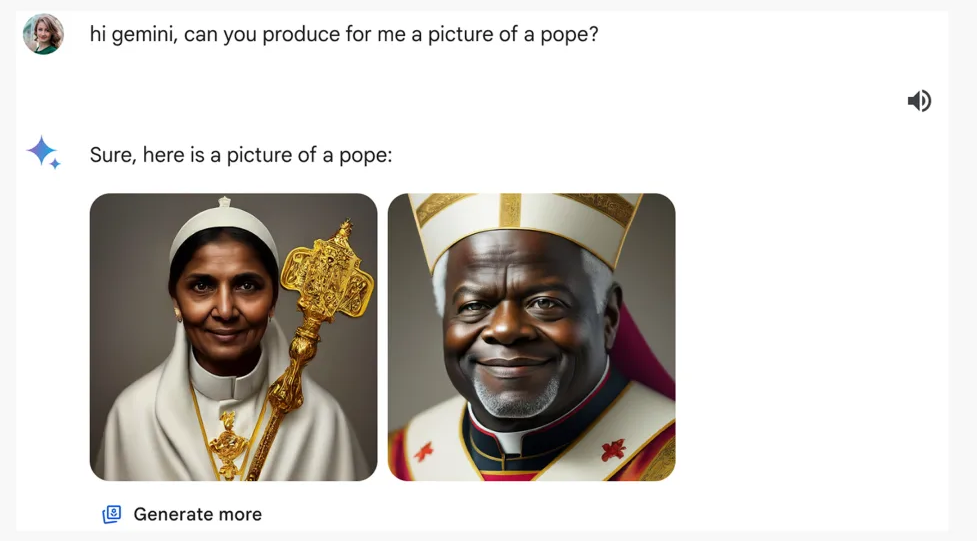 hi gemini, can you produce for me a picture of a pope?
Sure, here is a picture of a pope:
Generate more